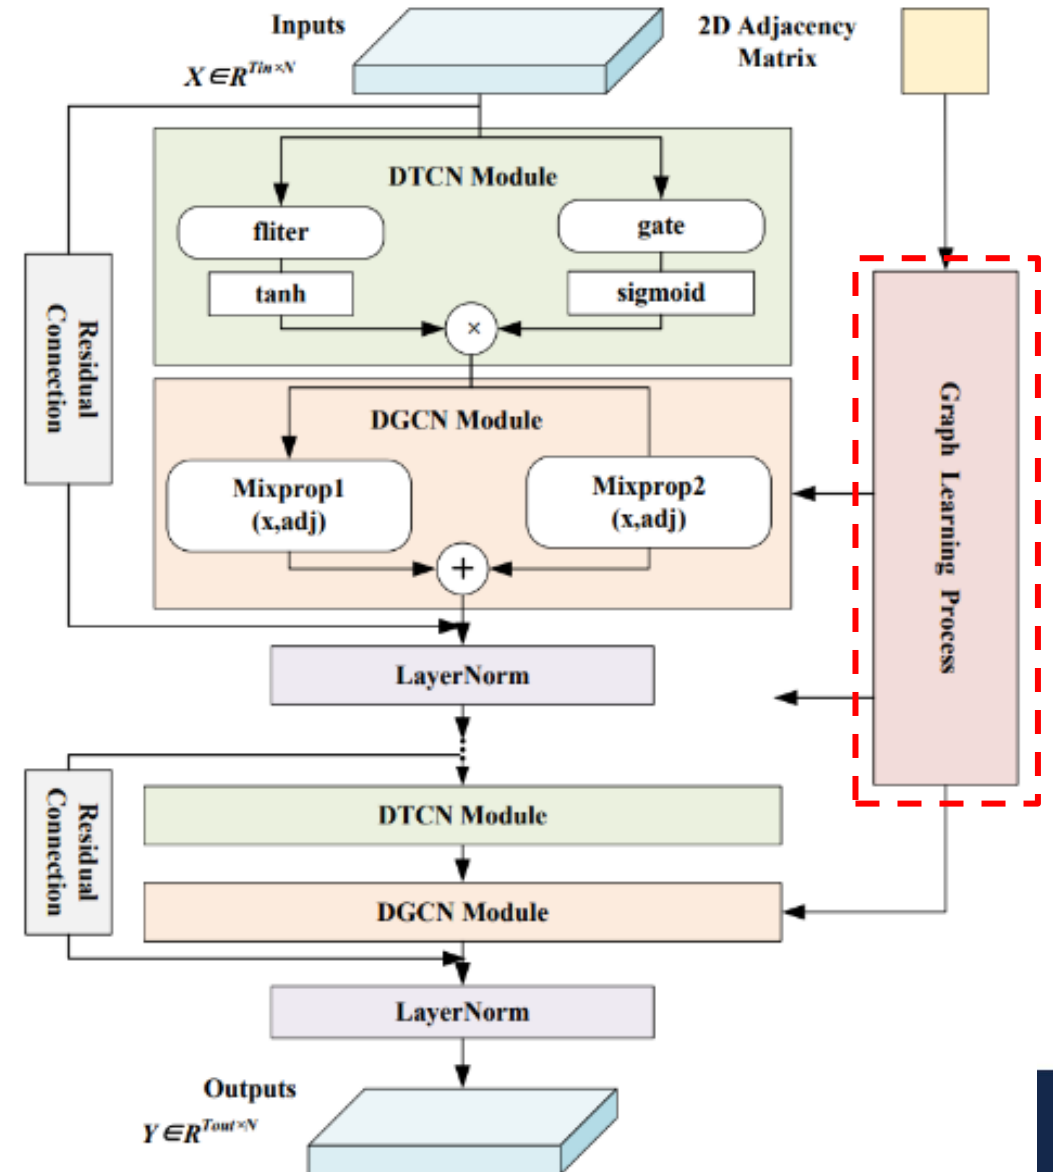 Inputs
2D Adjacency
Matrix
X∈R^{Tin×N}
DTCN Module
fliter
gate
tanh
sigmoid
×
Residual
Connection
DGCN Module
Mixprop1
(x,adj)
Mixprop2
(x,adj)
+
Graph Learning Process
LayerNorm
Residual
Connection
DTCN Module
DGCN Module
LayerNorm
Outputs
Y∈R^{Tout×N}